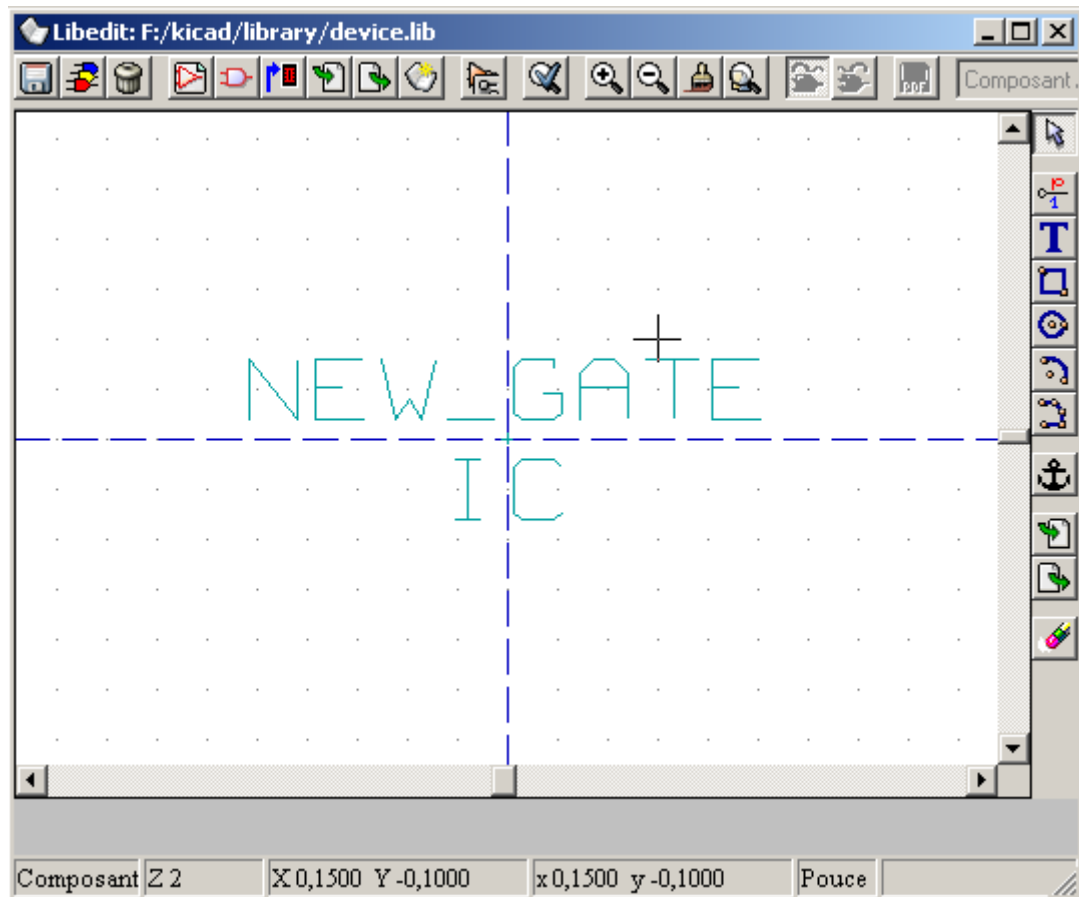 Libedit: F:/kicad/library/device.lib
Composant
NEW_GATE
IC
Composant Z 2 X 0,1500 Y -0,1000 x 0,1500 y -0,1000 Pouce